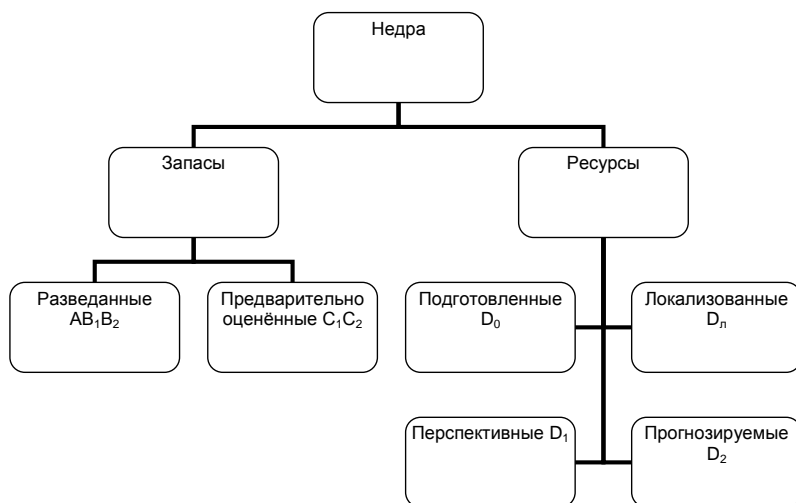 Недра
Запасы
Ресурсы
Разведанные
AB₁B₂
Предварительно
оценённые C₁C₂
Подготовленные
D₀
Локализованные
Dл
Перспективные D₁
Прогнозируемые
D₂